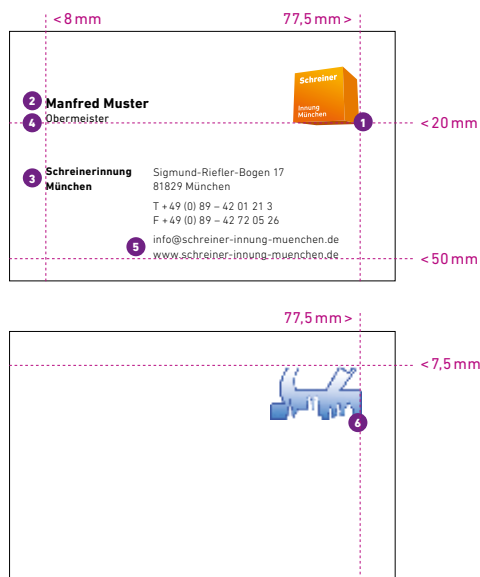 < 8 mm
77,5 mm >
Schreiner
Innung
München
2
Manfred Muster
4
Obermeister
1
< 20 mm
3
Schreinerinnung
München
Sigmund-Riefler-Bogen 17
81829 München
T + 49 (0) 89 – 42 01 21 3
F + 49 (0) 89 – 42 72 05 26
5
info@schreiner-innung-muenchen.de
www.schreiner-innung-muenchen.de
< 50 mm
77,5 mm >
< 7,5 mm
6